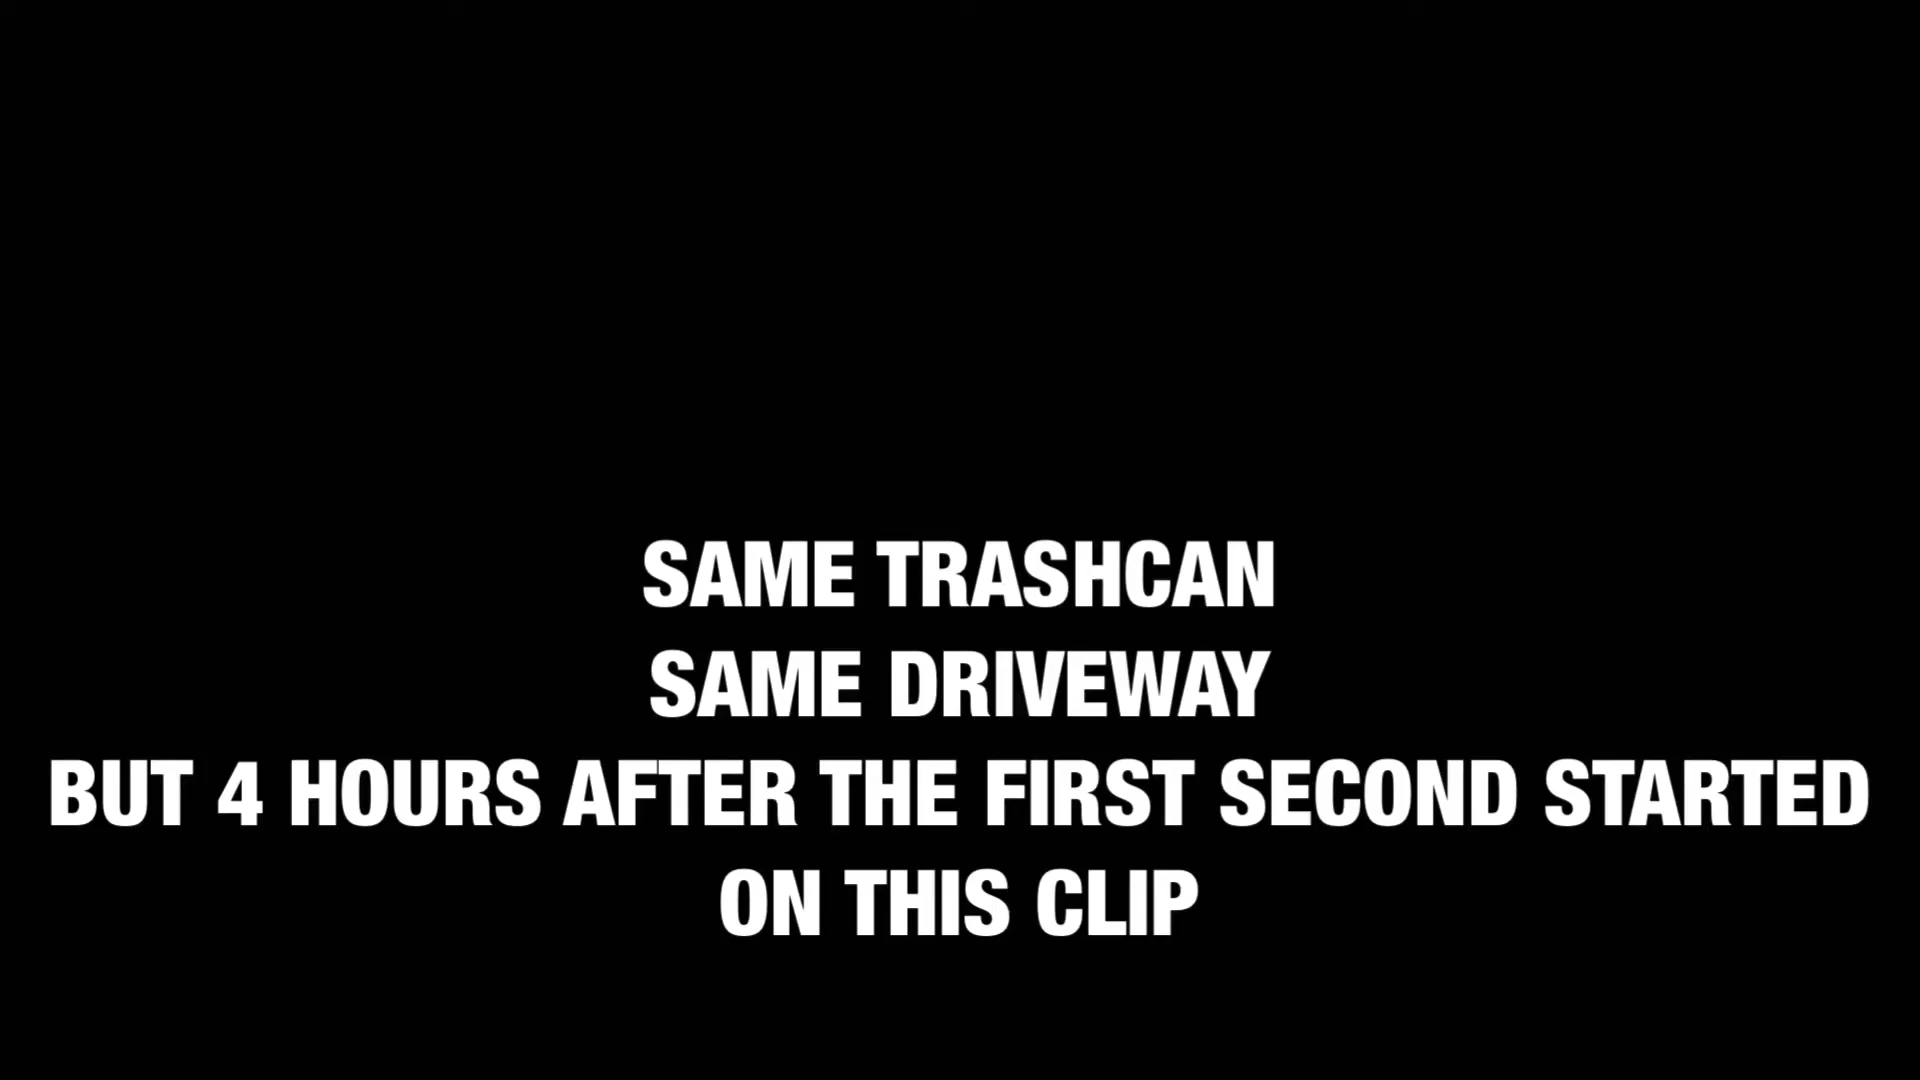 SAME TRASHCAN
SAME DRIVEWAY
BUT 4 HOURS AFTER THE FIRST SECOND STARTED
ON THIS CLIP